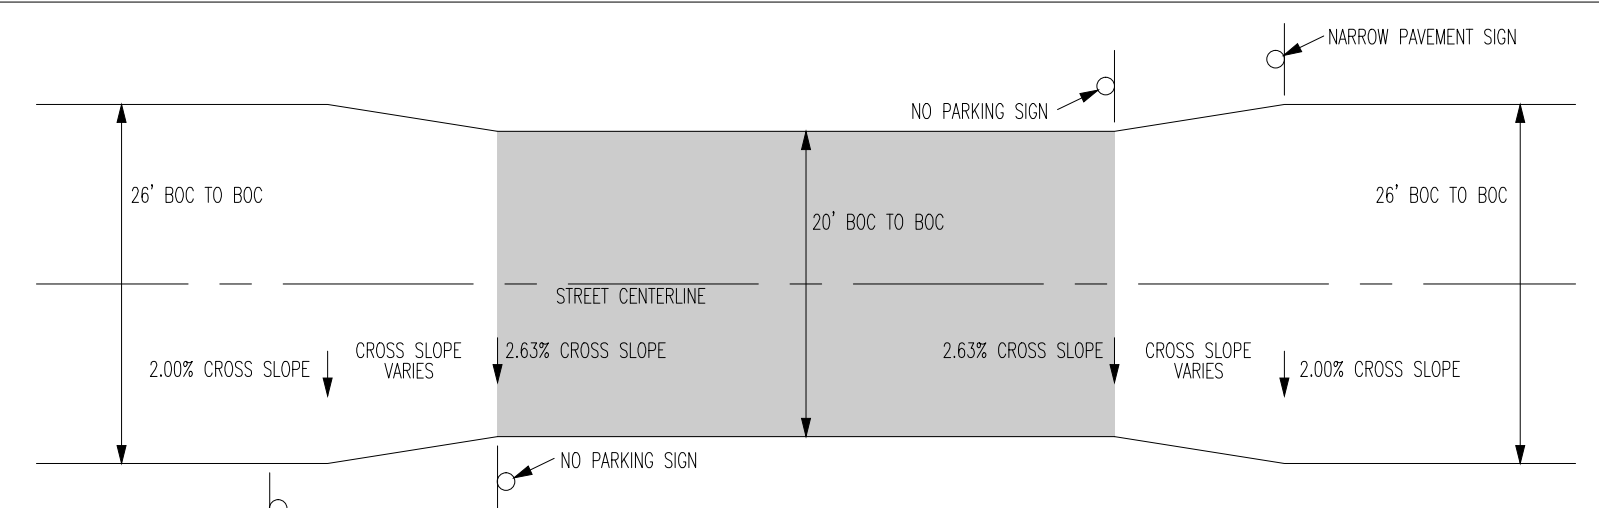 NARROW PAVEMENT SIGN
NO PARKING SIGN
26' BOC TO BOC
26' BOC TO BOC
20' BOC TO BOC
STREET CENTERLINE
2.00% CROSS SLOPE
CROSS SLOPE
VARIES
2.63% CROSS SLOPE
2.63% CROSS SLOPE
CROSS SLOPE
VARIES
2.00% CROSS SLOPE
NO PARKING SIGN